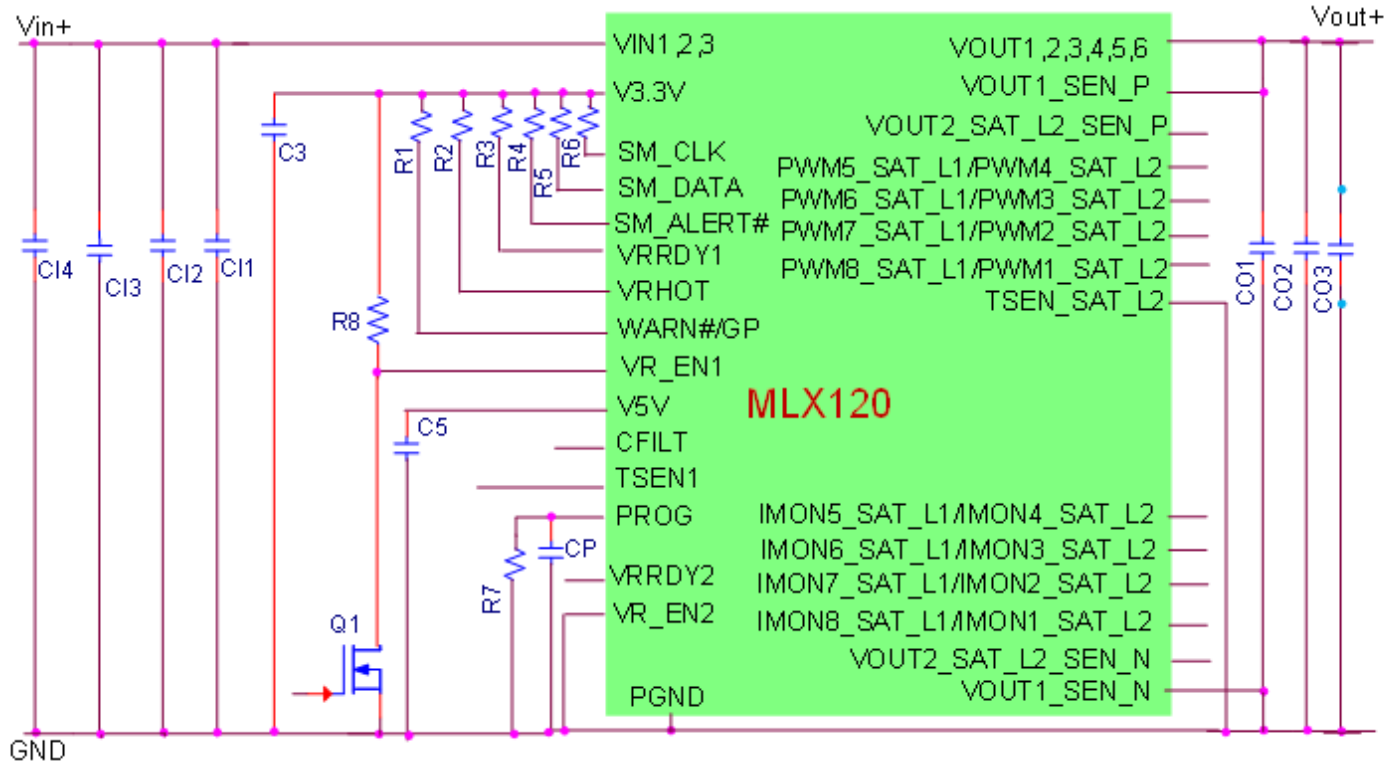 Vin+
Vout+
VIN1,2,3
VOUT1,2,3,4,5,6
V3.3V
VOUT1_SEN_P
VOUT2_SAT_L2_SEN_P
C3
R1
R2
R3
R4
R5
R6
SM_CLK
PWM5_SAT_L1/PWM4_SAT_L2
SM_DATA
PWM6_SAT_L1/PWM3_SAT_L2
SM_ALERT#
PWM7_SAT_L1/PWM2_SAT_L2
VRRDY1
PWM8_SAT_L1/PWM1_SAT_L2
CI4
CI3
CI2
CI1
CO1
CO2
CO3
VRHOT
TSEN_SAT_L2
R8
WARN#/GP
VR_EN1
MLX120
V5V
C5
CFILT
TSEN1
PROG
IMON5_SAT_L1/IMON4_SAT_L2
CP
IMON6_SAT_L1/IMON3_SAT_L2
R7
VRRDY2
IMON7_SAT_L1/IMON2_SAT_L2
VR_EN2
IMON8_SAT_L1/IMON1_SAT_L2
Q1
VOUT2_SAT_L2_SEN_N
PGND
VOUT1_SEN_N
GND